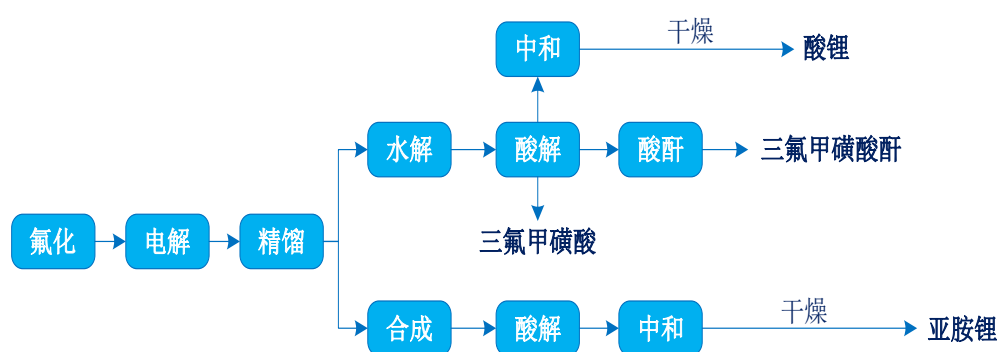 中和
干燥
酸锂
水解
酸解
酸酐
三氟甲磺酸酐
氟化
电解
精馏
三氟甲磺酸
合成
酸解
中和
干燥
亚胺锂